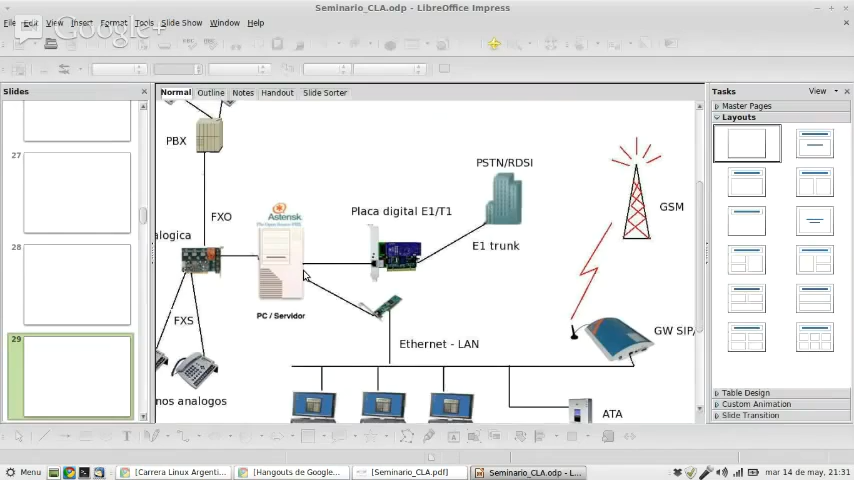 Seminario_CLA.odp - LibreOffice Impress
File Edit View Insert Format Tools Slide Show Window Help
Google+
Slides
Normal Outline Notes Handout Slide Sorter
Tasks View
Master Pages
Layouts
27
28
29
PBX
PSTN/RDSI
FXO
Asterisk
Placa digital E1/T1
GSM
alogica
E1 trunk
PC / Servidor
FXS
GW SIP/
Ethernet - LAN
nos analogos
ATA
Table Design
Custom Animation
Slide Transition
Menu
[Carrera Linux Argenti...
[Hangouts de Google...
[Seminario_CLA.pdf]
Seminario_CLA.odp - L...
mar 14 de may, 21:31